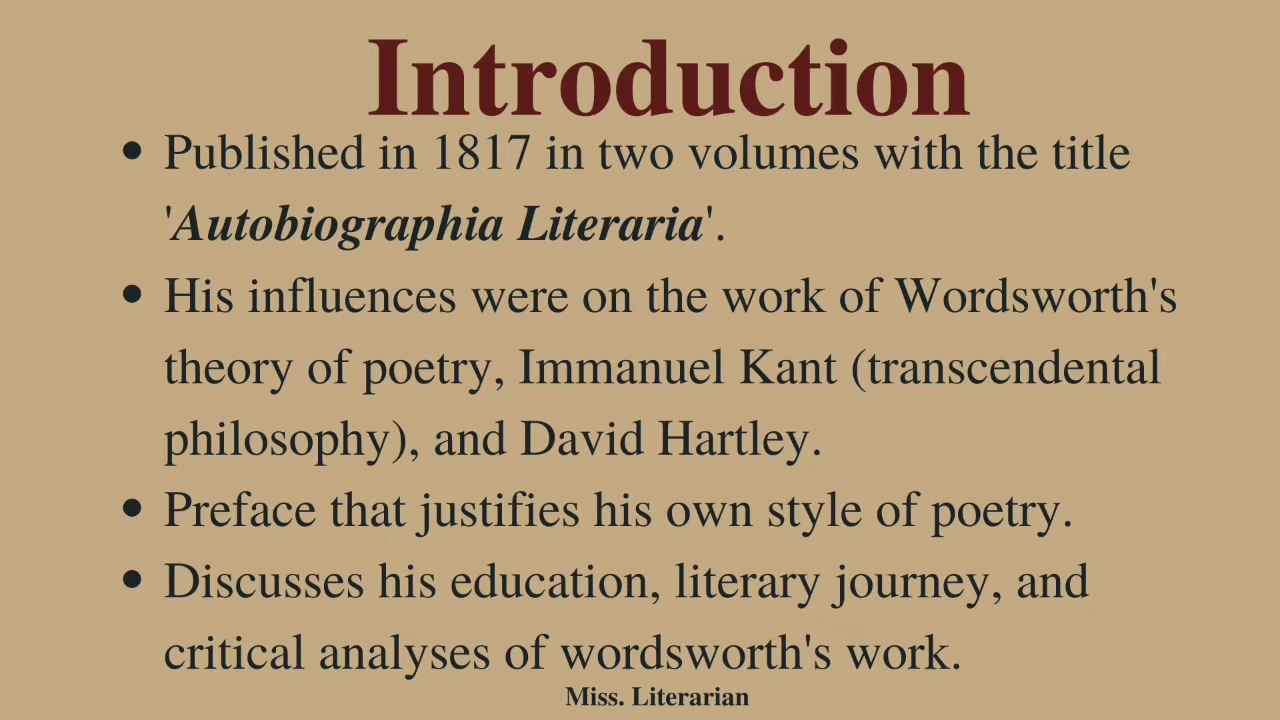 Introduction
• Published in 1817 in two volumes with the title
'Autobiographia Literaria'.
• His influences were on the work of Wordsworth's
theory of poetry, Immanuel Kant (transcendental
philosophy), and David Hartley.
• Preface that justifies his own style of poetry.
• Discusses his education, literary journey, and
critical analyses of wordsworth's work.
Miss. Literarian